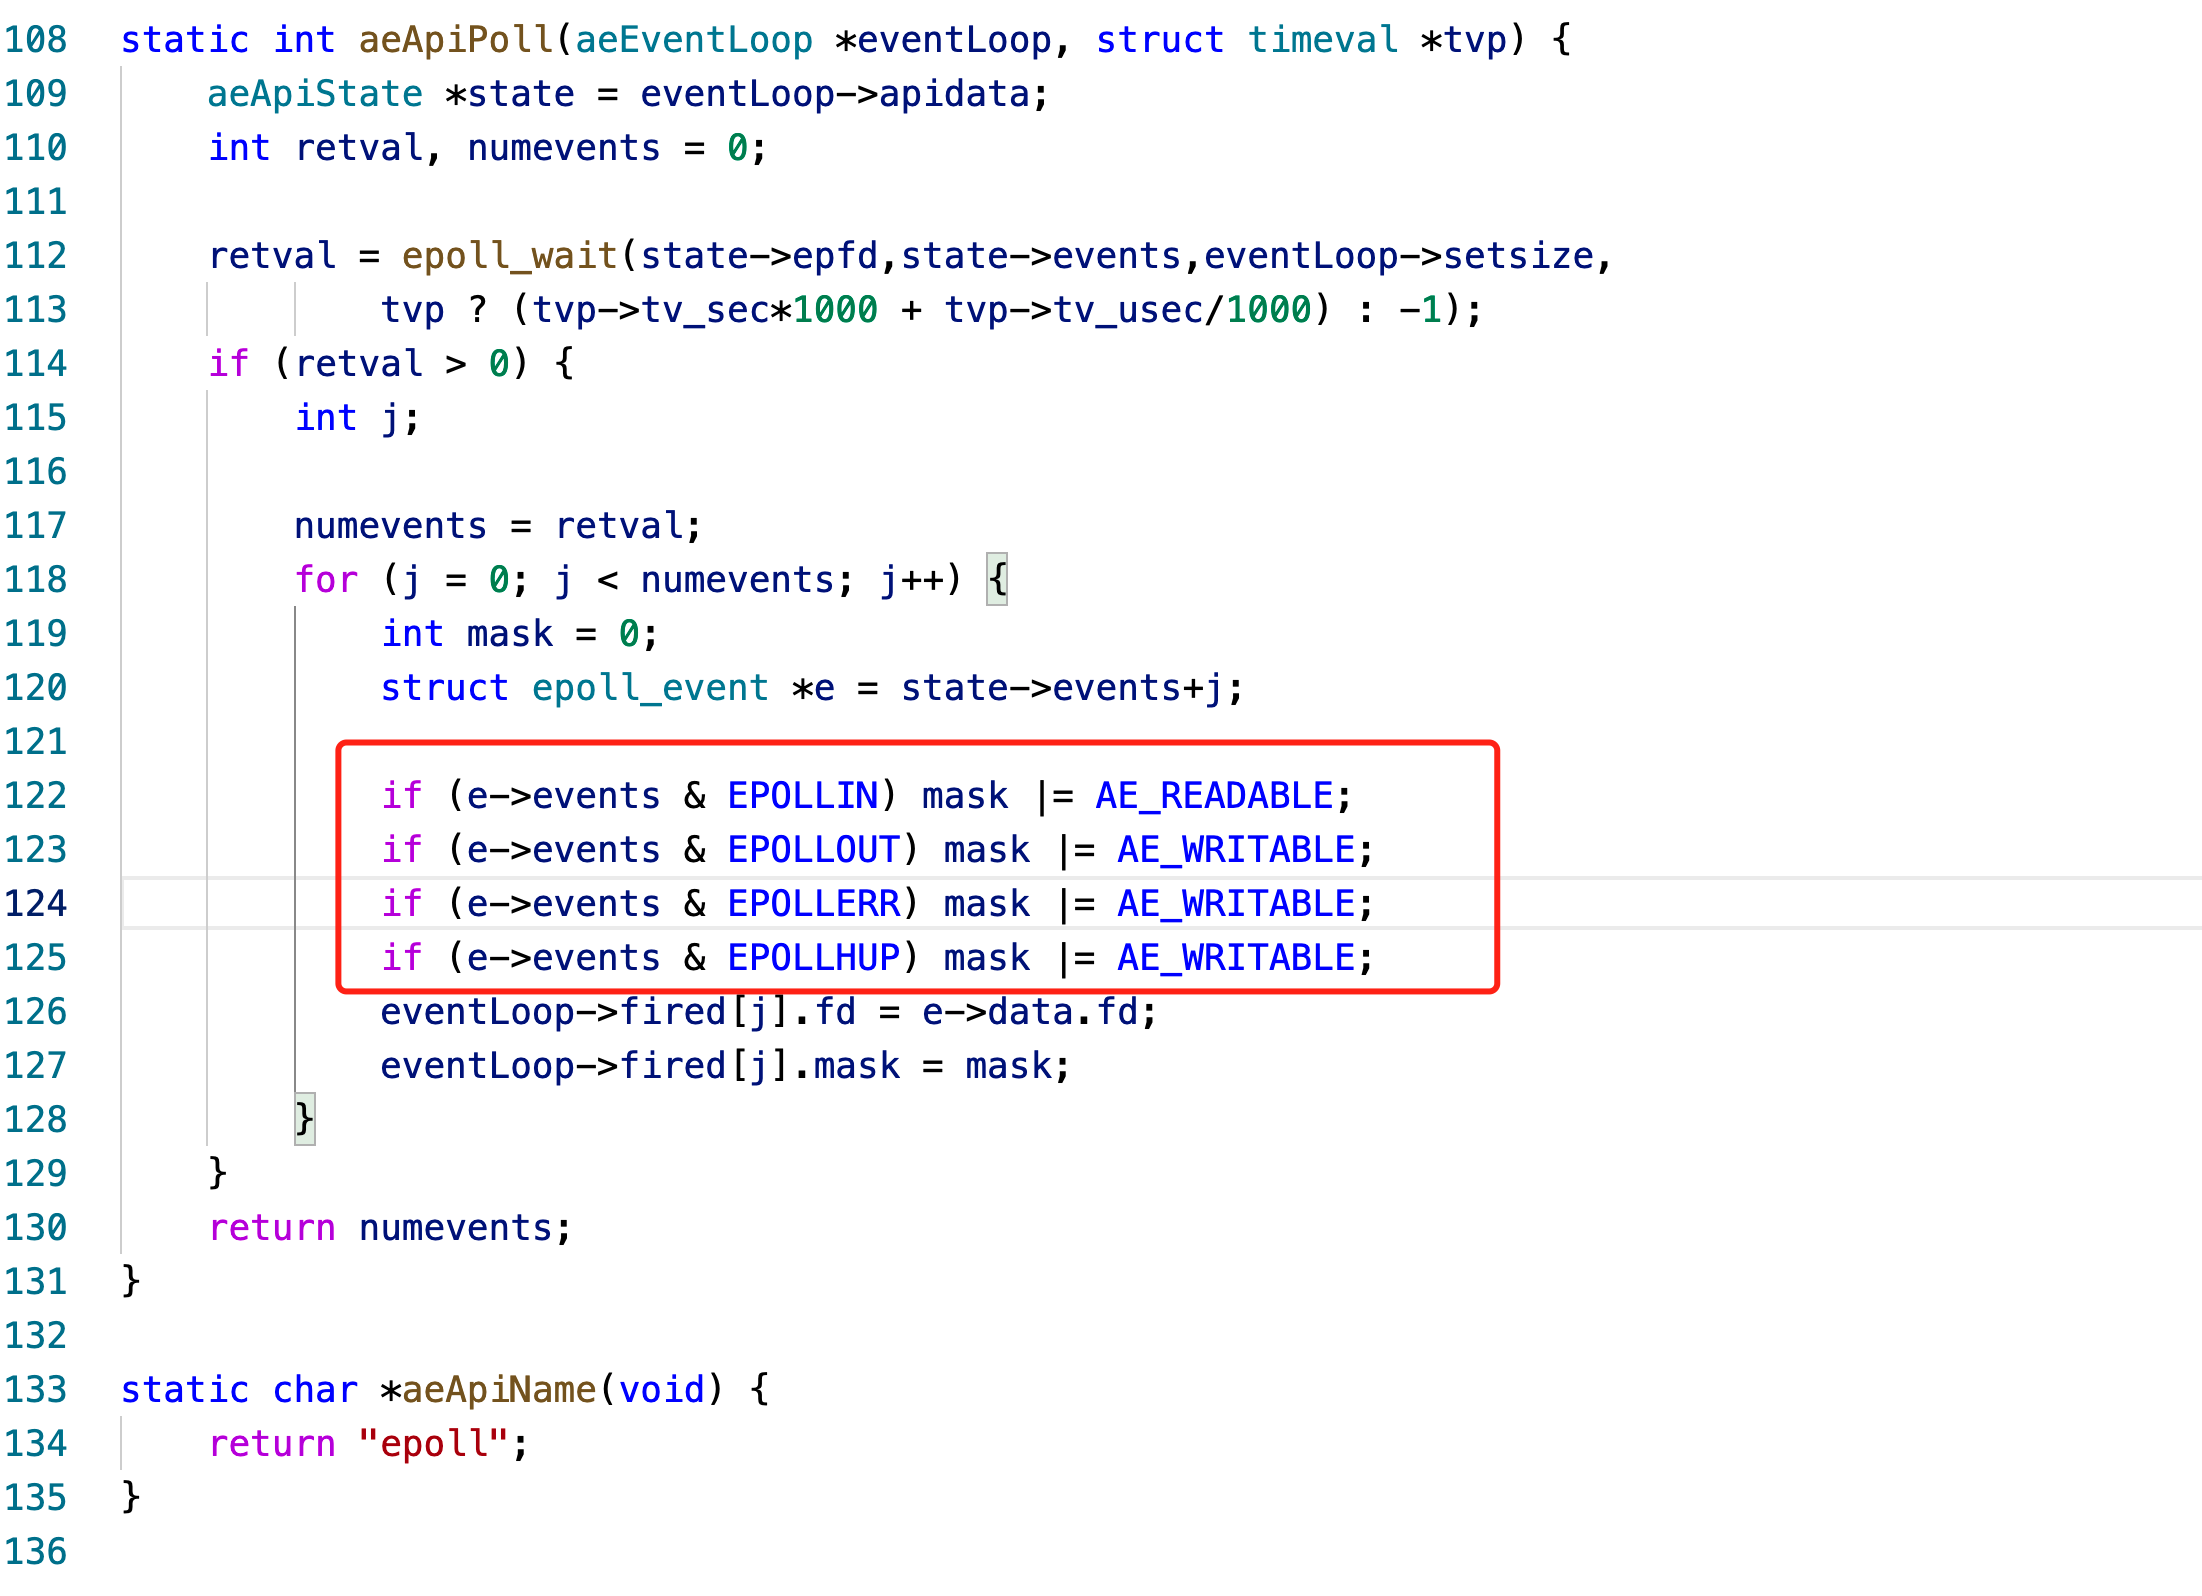 108 static int aeApiPoll(aeEventLoop *eventLoop, struct timeval *tvp) {
109     aeApiState *state = eventLoop->apidata;
110     int retval, numevents = 0;
111
112     retval = epoll_wait(state->epfd,state->events,eventLoop->setsize,
113             tvp ? (tvp->tv_sec*1000 + tvp->tv_usec/1000) : -1);
114     if (retval > 0) {
115         int j;
116
117         numevents = retval;
118         for (j = 0; j < numevents; j++) {
119             int mask = 0;
120             struct epoll_event *e = state->events+j;
121
122             if (e->events & EPOLLIN) mask |= AE_READABLE;
123             if (e->events & EPOLLOUT) mask |= AE_WRITABLE;
124             if (e->events & EPOLLERR) mask |= AE_WRITABLE;
125             if (e->events & EPOLLHUP) mask |= AE_WRITABLE;
126             eventLoop->fired[j].fd = e->data.fd;
127             eventLoop->fired[j].mask = mask;
128         }
129     }
130     return numevents;
131 }
132
133 static char *aeApiName(void) {
134     return "epoll";
135 }
136